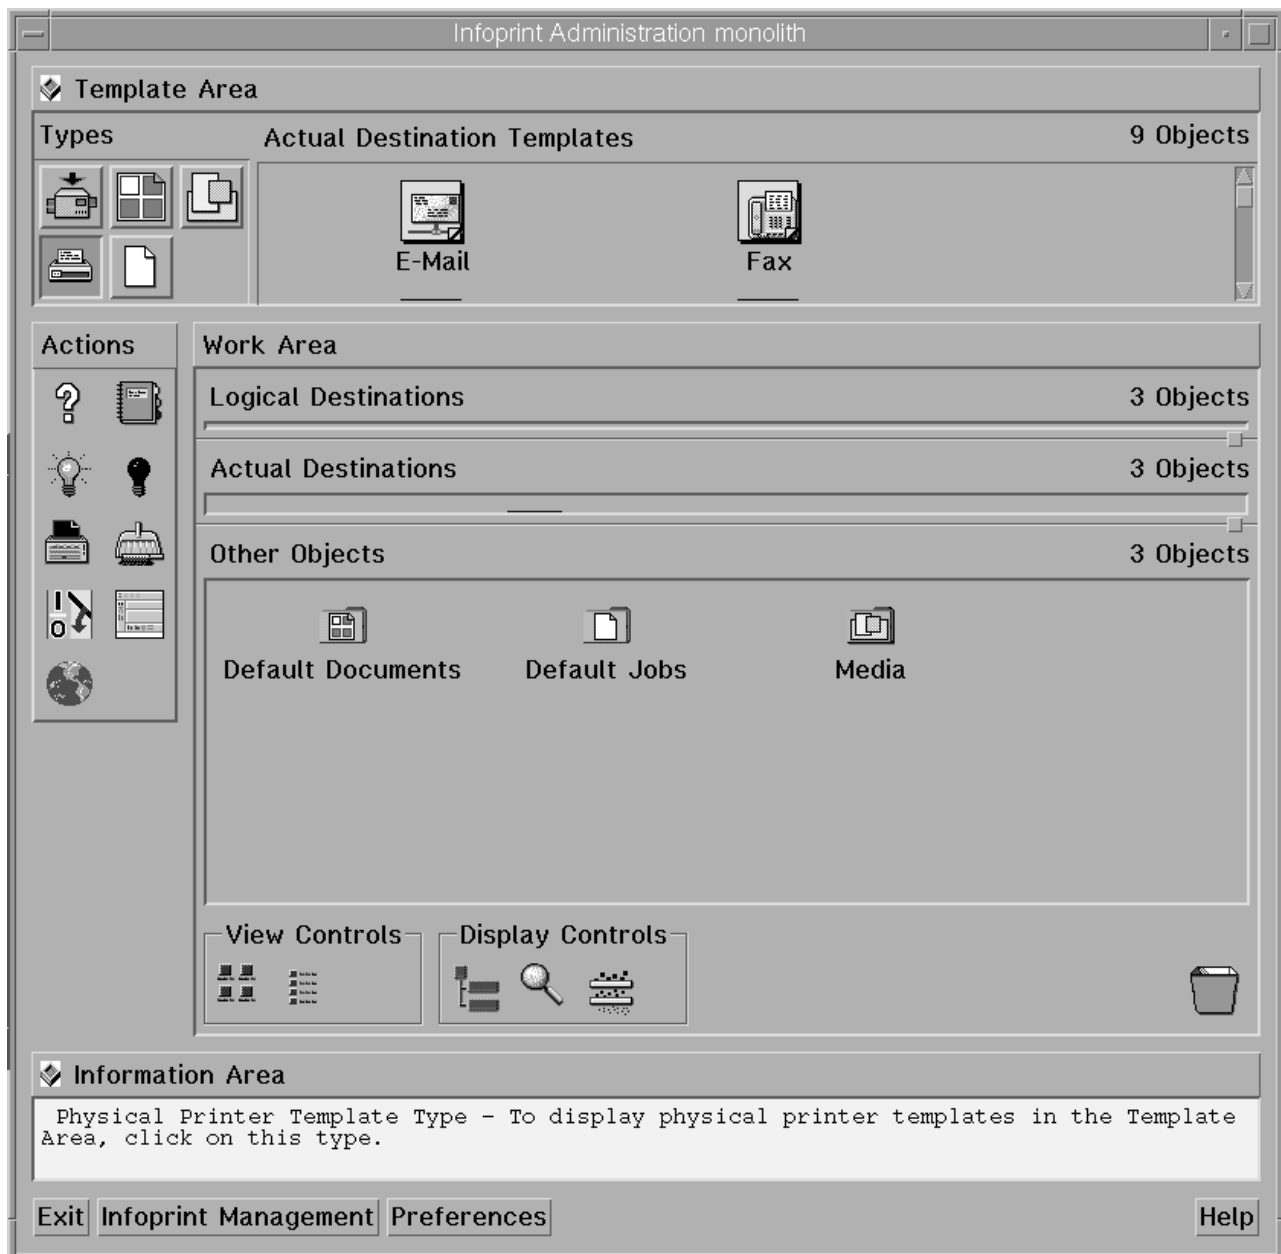 Infoprint Administration monolith
Template Area
Types
Actual Destination Templates
9 Objects
E-Mail
Fax
Actions
Work Area
Logical Destinations
3 Objects
Actual Destinations
3 Objects
Other Objects
3 Objects
Default Documents
Default Jobs
Media
View Controls
Display Controls
Information Area
Physical Printer Template Type - To display physical printer templates in the Template
Area, click on this type.
Exit
Infoprint Management
Preferences
Help